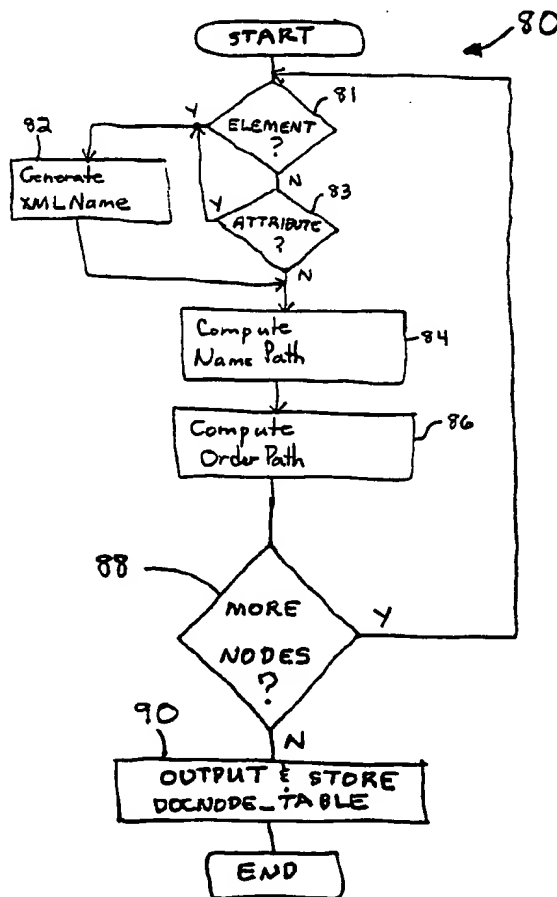 80
START
81
Y
ELEMENT
?
82
Generate
XMLName
N
83
Y
ATTRIBUTE
?
N
Compute
Name Path
84
Compute
Order Path
86
88
MORE
NODES
?
Y
N
90
OUTPUT & STORE
DOCNODE_TABLE
END